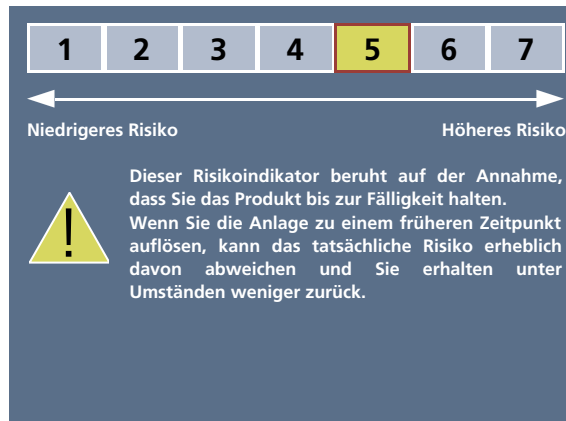 1 2 3 4 5 6 7
Niedrigeres Risiko Höheres Risiko
Dieser Risikoindikator beruht auf der Annahme,
dass Sie das Produkt bis zur Fälligkeit halten.
Wenn Sie die Anlage zu einem früheren Zeitpunkt
auflösen, kann das tatsächliche Risiko erheblich
davon abweichen und Sie erhalten unter
Umständen weniger zurück.
!